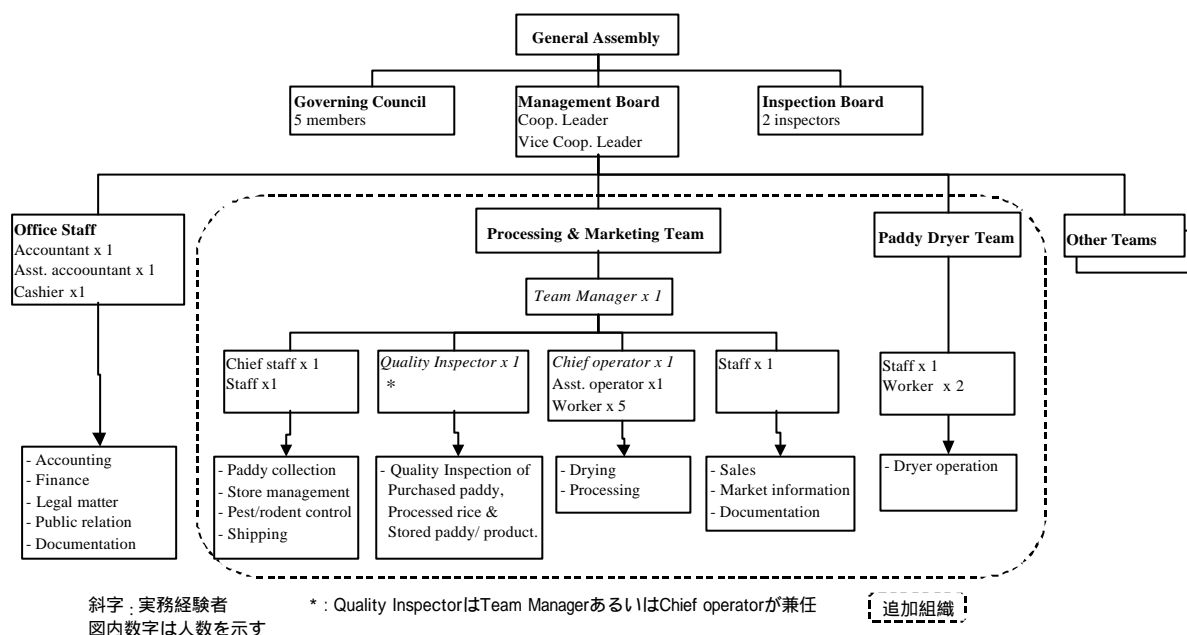 General Assembly
Governing Council
5 members
Management Board
Coop. Leader
Vice Coop. Leader
Inspection Board
2 inspectors
Office Staff
Accountant x 1
Asst. accoountant x 1
Cashier x1
Processing & Marketing Team
Paddy Dryer Team
Other Teams
Team Manager x 1
Chief staff x 1
Staff x1
Quality Inspector x 1
*
Chief operator x 1
Asst. operator x1
Worker x 5
Staff x 1
Staff x 1
Worker x 2
- Accounting
- Finance
- Legal matter
- Public relation
- Documentation
- Paddy collection
- Store management
- Pest/rodent control
- Shipping
- Quality Inspection of
Purchased paddy,
Processed rice &
Stored paddy/ product.
- Drying
- Processing
- Sales
- Market information
- Documentation
- Dryer operation
斜字 : 実務経験者
* : Quality InspectorはTeam ManagerあるいはChief operatorが兼任
追加組織
図内数字は人数を示す